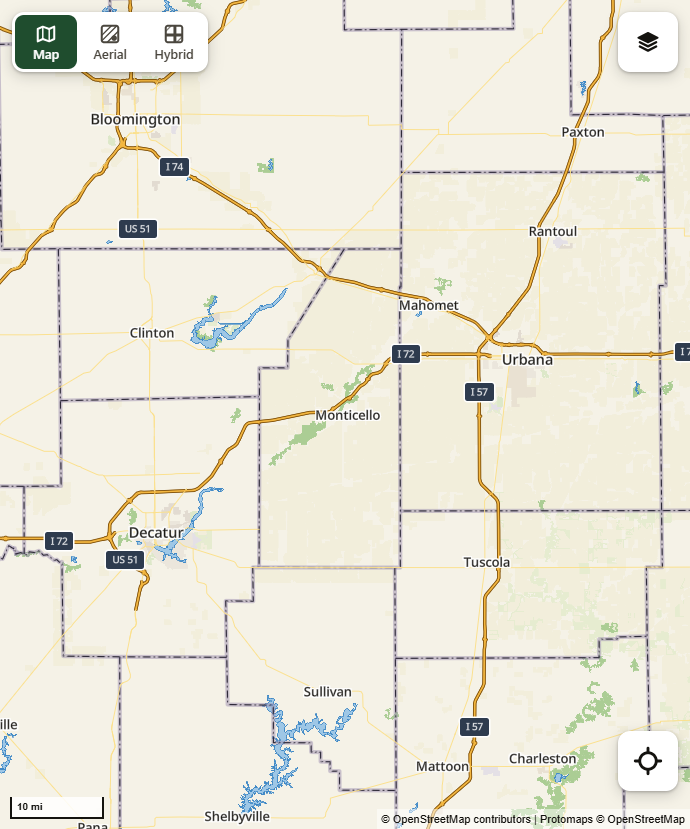 Map
Aerial
Hybrid
Bloomington
Paxton
I 74
US 51
Rantoul
Mahomet
Clinton
I 72
Urbana
I 57
Monticello
Decatur
I 72
US 51
Tuscola
Sullivan
ille
I 57
Charleston
Mattoon
10 mi
Shelbyville
Pana
© OpenStreetMap contributors | Protomaps © OpenStreetMap